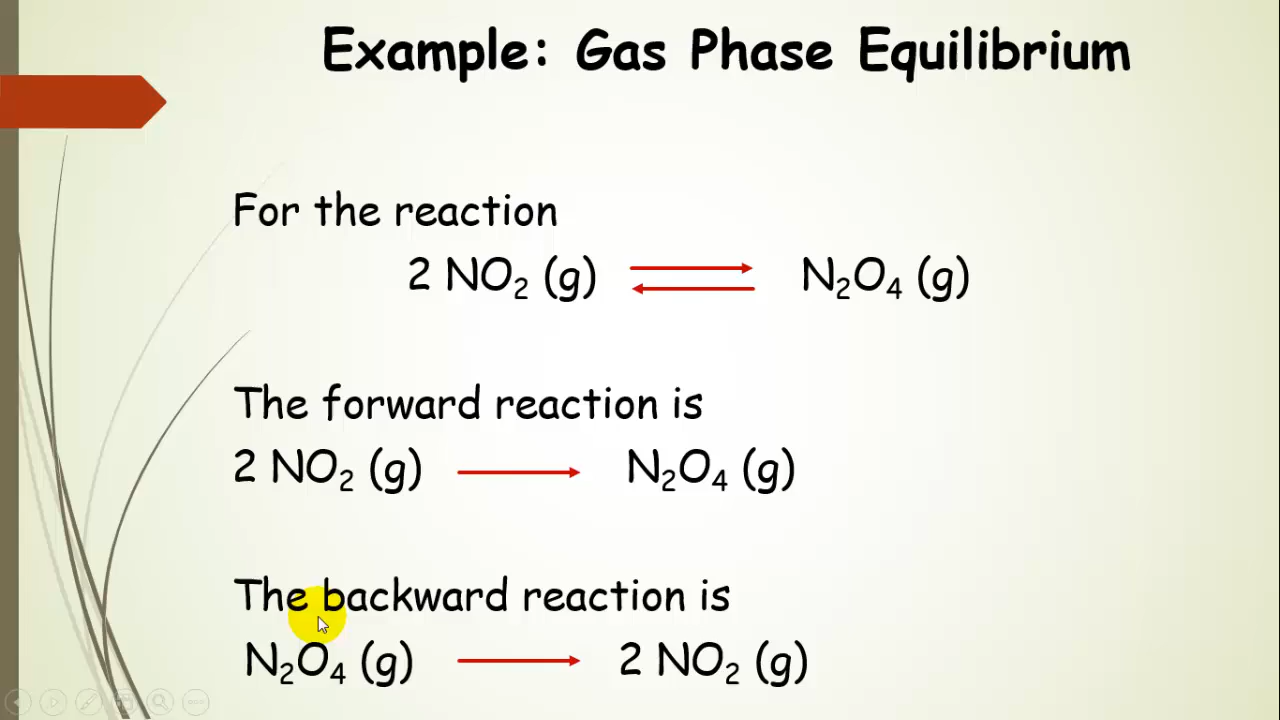 Example: Gas Phase Equilibrium
For the reaction
2 NO₂ (g) ⇄ N₂O₄ (g)
The forward reaction is
2 NO₂ (g) → N₂O₄ (g)
The backward reaction is
N₂O₄ (g) → 2 NO₂ (g)